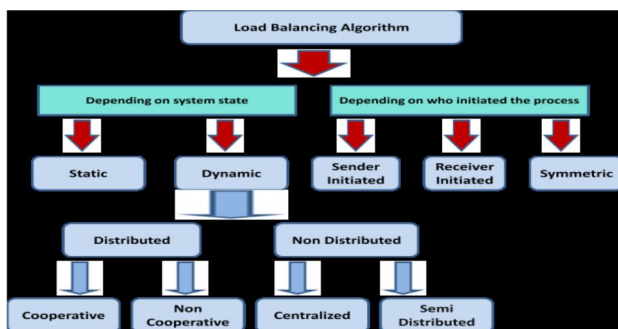 Load Balancing Algorithm
Depending on system state
Depending on who initiated the process
Static
Dynamic
Sender
Initiated
Receiver
Initiated
Symmetric
Distributed
Non Distributed
Cooperative
Non
Cooperative
Centralized
Semi
Distributed